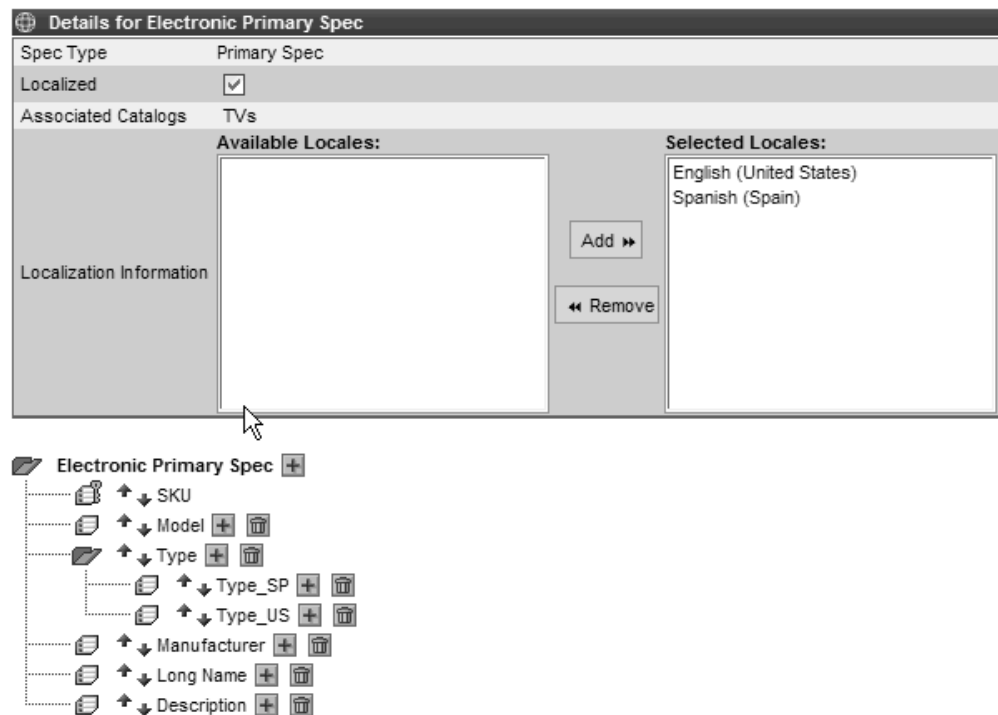 Details for Electronic Primary Spec
Spec Type Primary Spec
Localized
Associated Catalogs TVs
Available Locales: Selected Locales:
English (United States)
Spanish (Spain)
Add
Localization Information
Remove
Electronic Primary Spec
SKU
Model
Type
Type_SP
Type_US
Manufacturer
Long Name
Description